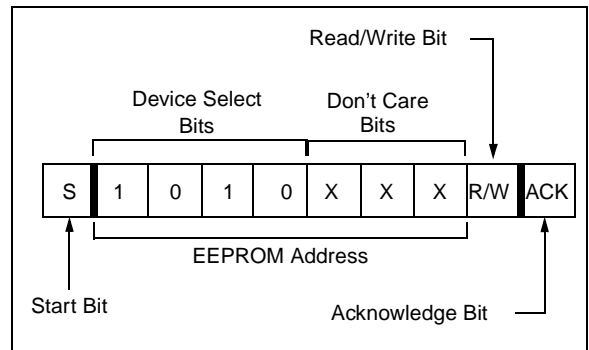 Read/Write Bit
Device Select
Bits
Don't Care
Bits
S 1 0 1 0 X X X R/W ACK
EEPROM Address
Start Bit
Acknowledge Bit